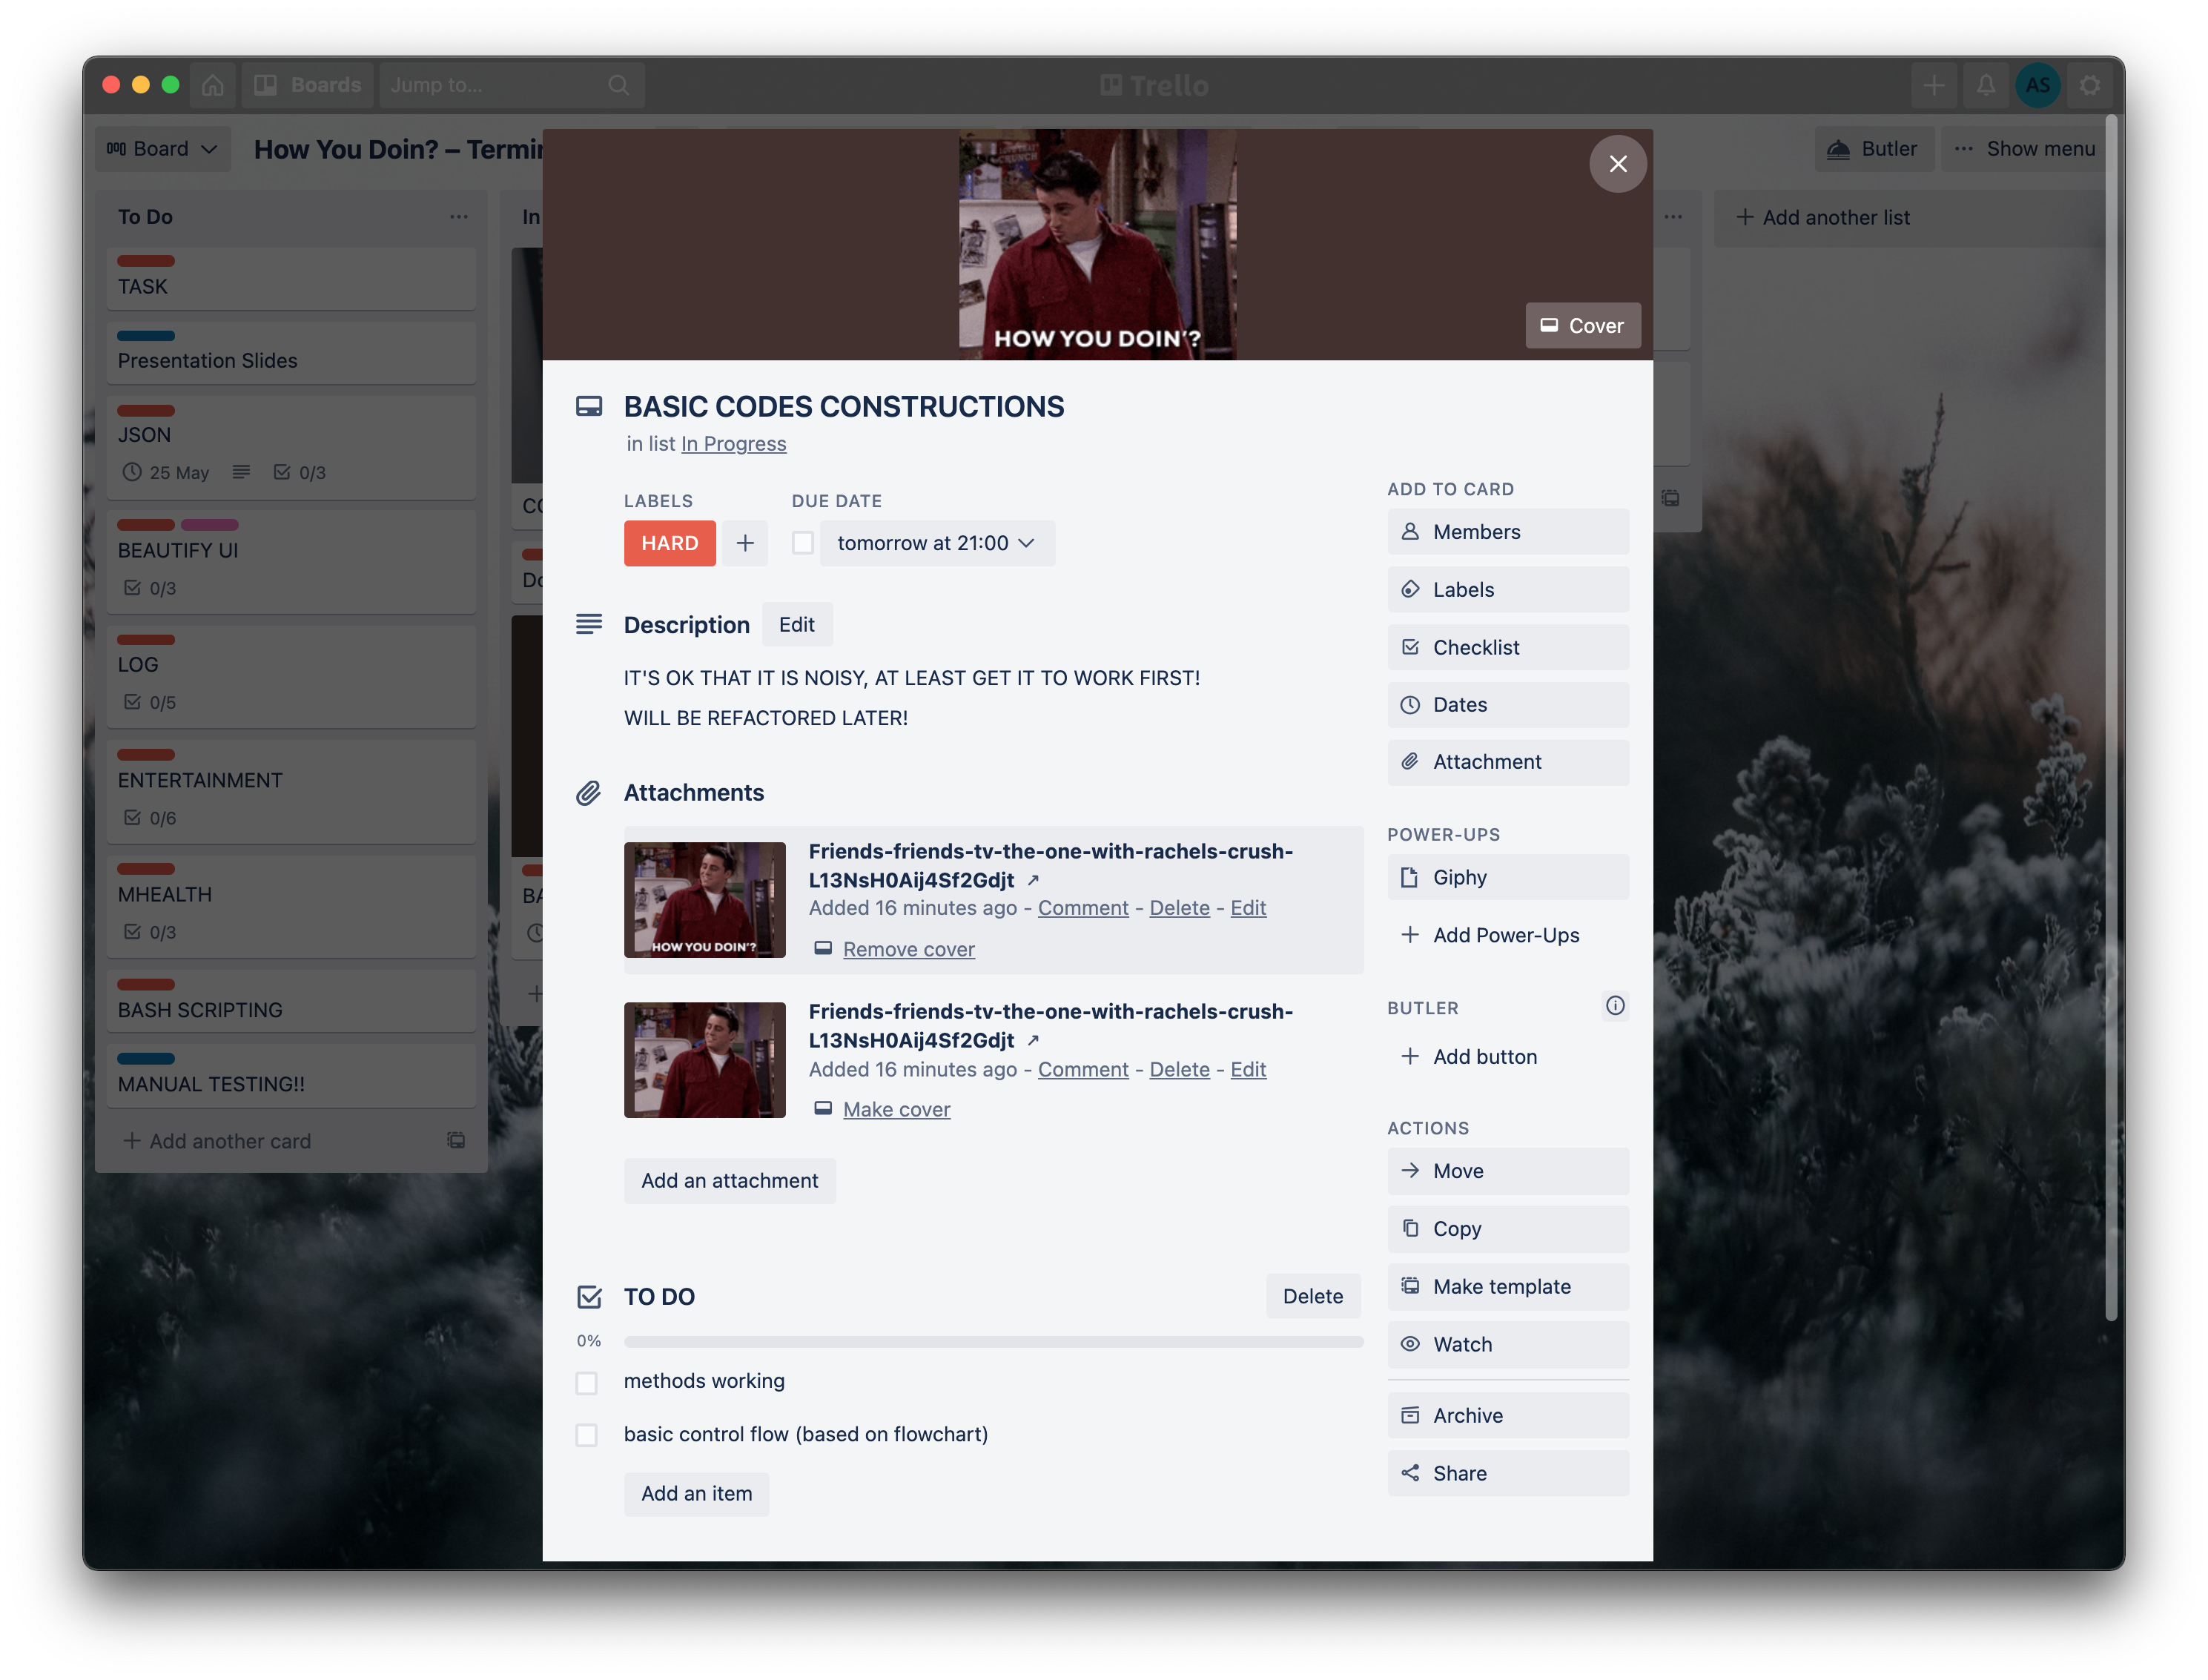 Boards
Jump to...
Trello
AS
Board
How You Doin? – Termin
Butler
Show menu
To Do
TASK
Presentation Slides
JSON
25 May
0/3
BEAUTIFY UI
0/3
LOG
0/5
ENTERTAINMENT
0/6
MHEALTH
0/3
BASH SCRIPTING
MANUAL TESTING!!
Add another card
In
CO
Do
BA
Add another list
HOW YOU DOIN'?
Cover
BASIC CODES CONSTRUCTIONS
in list In Progress
LABELS
HARD
DUE DATE
tomorrow at 21:00
Description
Edit
IT'S OK THAT IT IS NOISY, AT LEAST GET IT TO WORK FIRST!
WILL BE REFACTORED LATER!
Attachments
HOW YOU DOIN'?
Friends-friends-tv-the-one-with-rachels-crush-
L13NsH0Aij4Sf2Gdjt ↗
Added 16 minutes ago - Comment - Delete - Edit
Remove cover
Friends-friends-tv-the-one-with-rachels-crush-
L13NsH0Aij4Sf2Gdjt ↗
Added 16 minutes ago - Comment - Delete - Edit
Make cover
Add an attachment
TO DO
Delete
0%
methods working
basic control flow (based on flowchart)
Add an item
ADD TO CARD
Members
Labels
Checklist
Dates
Attachment
POWER-UPS
Giphy
Add Power-Ups
BUTLER
Add button
ACTIONS
Move
Copy
Make template
Watch
Archive
Share